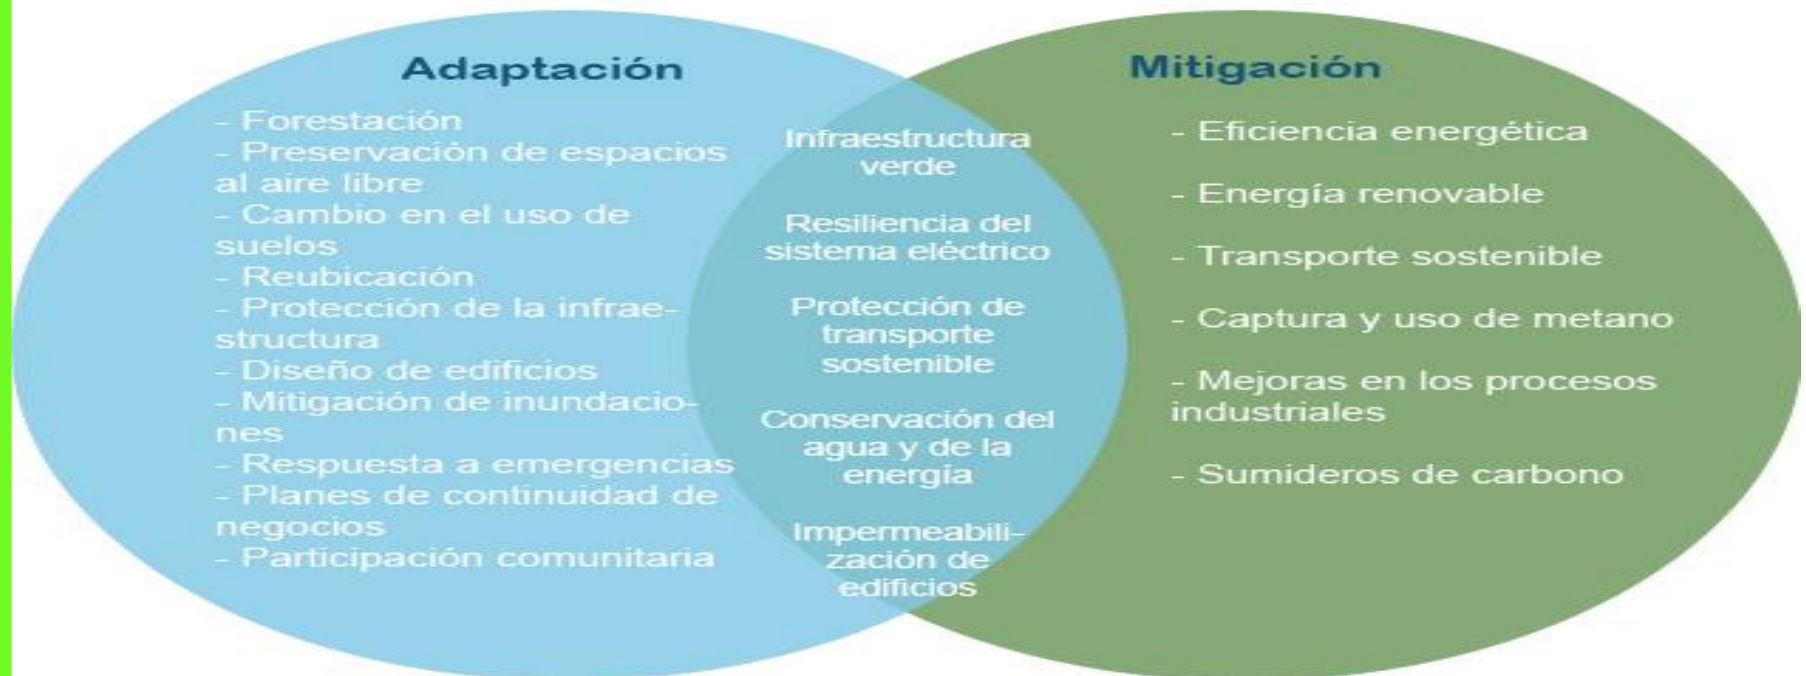 Adaptación
- Forestación
- Preservación de espacios
al aire libre
- Cambio en el uso de
suelos
- Reubicación
- Protección de la infrae-
structura
- Diseño de edificios
- Mitigación de inundacio-
nes
- Respuesta a emergencias
- Planes de continuidad de
negocios
- Participación comunitaria
Infraestructura
verde
Resiliencia del
sistema eléctrico
Protección de
transporte
sostenible
Conservación del
agua y de la
energía
Impermeabili-
zación de
edificios
Mitigación
- Eficiencia energética
- Energía renovable
- Transporte sostenible
- Captura y uso de metano
- Mejoras en los procesos
industriales
- Sumideros de carbono